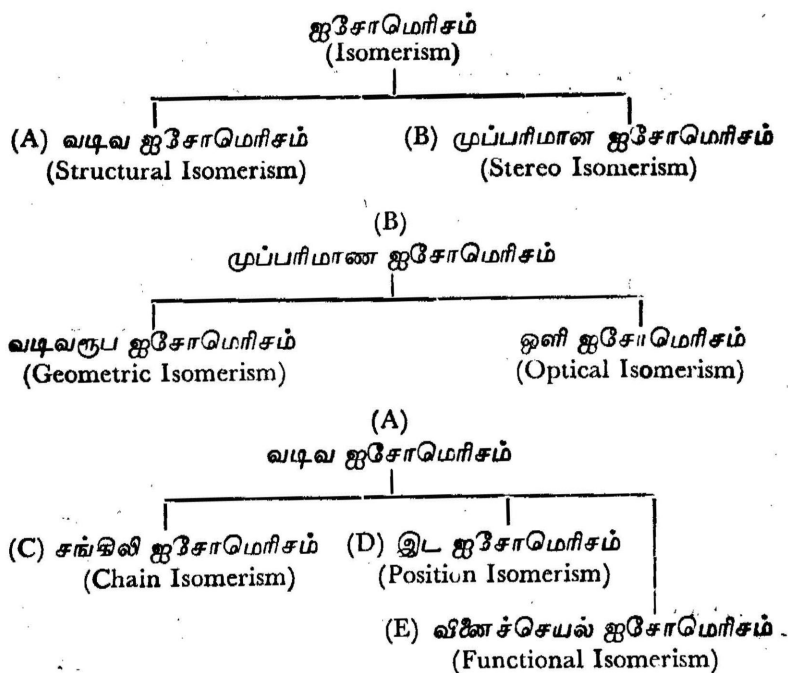 ஐசோமெரிசம்
(Isomerism)
(A) வடிவ ஐசோமெரிசம் (B) முப்பரிமான ஐசோமெரிசம்
(Structural Isomerism) (Stereo Isomerism)
(B)
முப்பரிமாண ஐசோமெரிசம்
வடிவரூப ஐசோமெரிசம் ஒளி ஐசோமெரிசம்
(Geometric Isomerism) (Optical Isomerism)
(A)
வடிவ ஐசோமெரிசம்
(C) சங்கிலி ஐசோமெரிசம் (D) இட ஐசோமெரிசம்
(Chain Isomerism) (Position Isomerism)
(E) வினைச்செயல் ஐசோமெரிசம்
(Functional Isomerism)